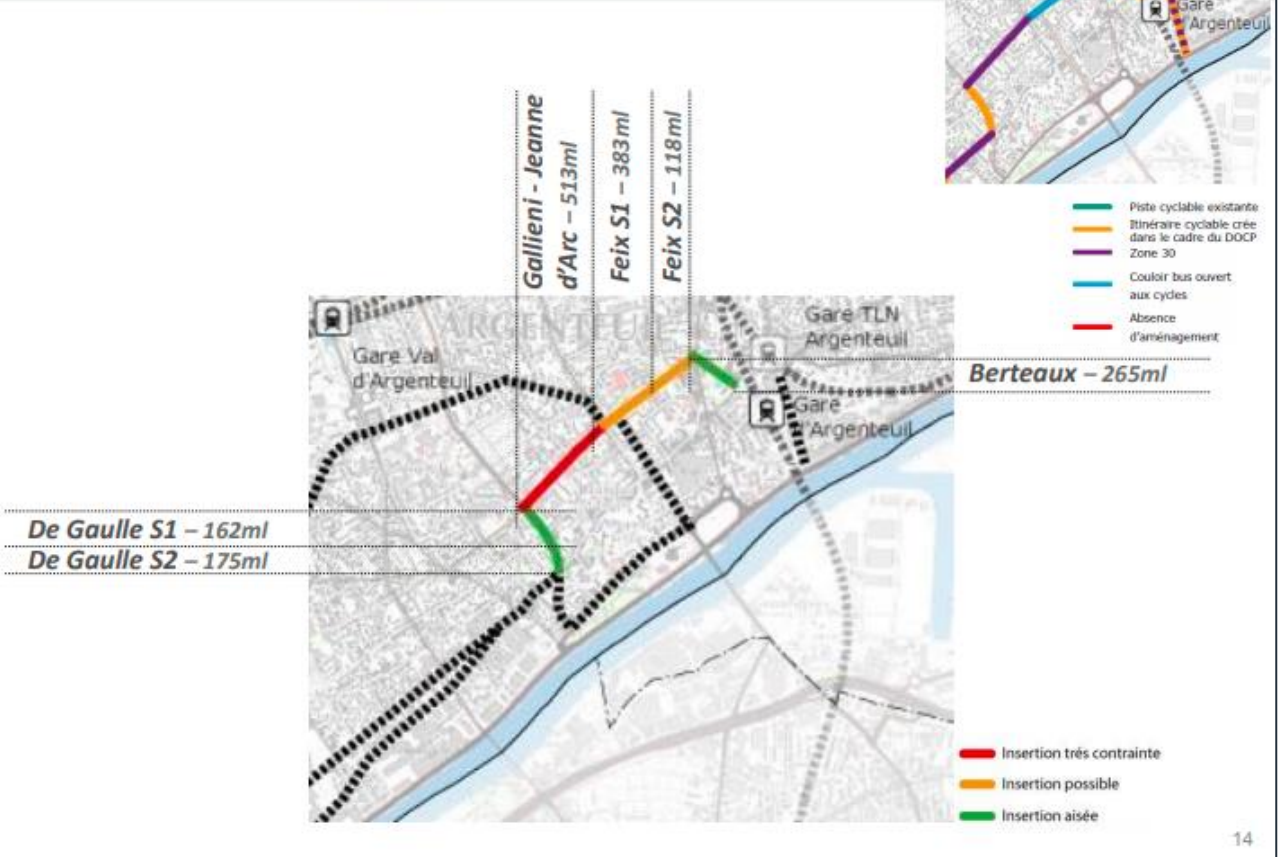 Gare
Argenteuil
Gallieni - Jeanne
d'Arc – 513ml
Feix S1 – 383ml
Feix S2 – 118ml
Piste cyclable existante
Itinéraire cyclable crée
dans le cadre du DOCP
Zone 30
Couloir bus ouvert
aux cycles
Absence
d'aménagement
ARGENTEUIL
Gare TLN
Argenteuil
Gare Val
d'Argenteuil
Berteaux – 265ml
Gare
d'Argenteuil
De Gaulle S1 – 162ml
De Gaulle S2 – 175ml
Insertion trés contrainte
Insertion possible
Insertion aisée
14